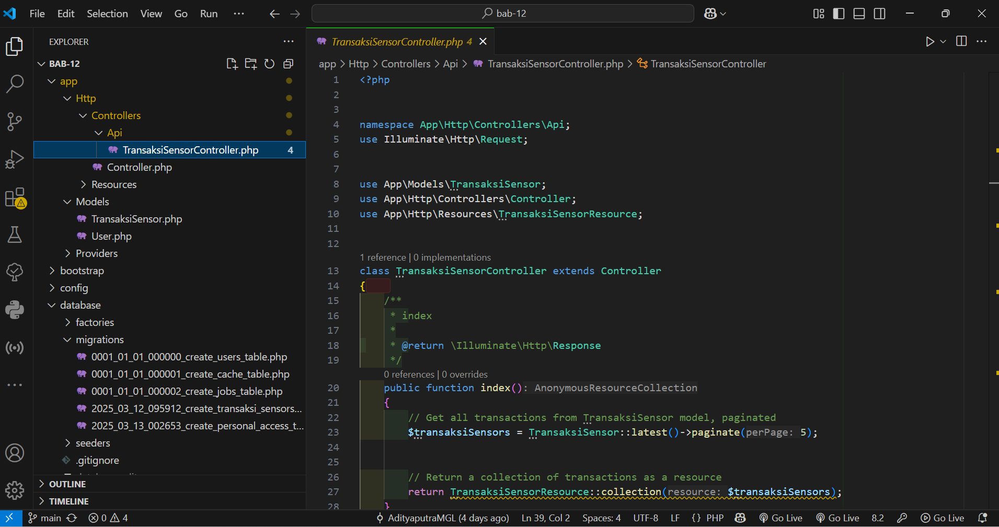 File Edit Selection View Go Run ··· bab-12
EXPLORER
BAB-12
app
Http
Controllers
Api
TransaksiSensorController.php 4
Controller.php
Resources
Models
TransaksiSensor.php
User.php
Providers
bootstrap
config
database
factories
migrations
0001_01_01_000000_create_users_table.php
0001_01_01_000001_create_cache_table.php
0001_01_01_000002_create_jobs_table.php
2025_03_12_095912_create_transaksi_sensors...
2025_03_13_002653_create_personal_access_t...
seeders
.gitignore
OUTLINE
TIMELINE
TransaksiSensorController.php 4
app > Http > Controllers > Api > TransaksiSensorController.php > TransaksiSensorController
1 <?php
2
3
4 namespace App\Http\Controllers\Api;
5 use Illuminate\Http\Request;
6
7
8 use App\Models\TransaksiSensor;
9 use App\Http\Controllers\Controller;
10 use App\Http\Resources\TransaksiSensorResource;
11
12
1 reference | 0 implementations
13 class TransaksiSensorController extends Controller
14 {
15 /**
16 * index
17 *
18 * @return \Illuminate\Http\Response
19 */
0 references | 0 overrides
20 public function index(): AnonymousResourceCollection
21 {
22 // Get all transactions from TransaksiSensor model, paginated
23 $transaksiSensors = TransaksiSensor::latest()->paginate(perPage: 5);
24
25
26 // Return a collection of transactions as a resource
27 return TransaksiSensorResource::collection(resource: $transaksiSensors);
28 }
main 0 4 AdityaputraMGL (4 days ago) Ln 39, Col 2 Spaces: 4 UTF-8 LF {} PHP Go Live Go Live 8.2 Go Live